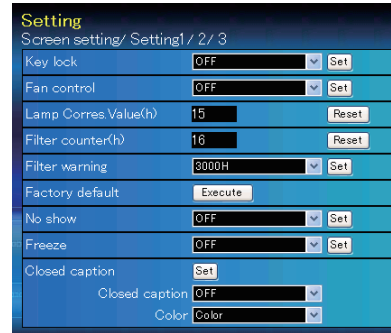 Setting
Screen setting/ Setting1/ 2/ 3
Key lock OFF Set
Fan control OFF Set
Lamp Corres.Value(h) 15 Reset
Filter counter(h) 16 Reset
Filter warning 3000H Set
Factory default Execute
No show OFF Set
Freeze OFF Set
Closed caption Set
Closed caption OFF
Color Color